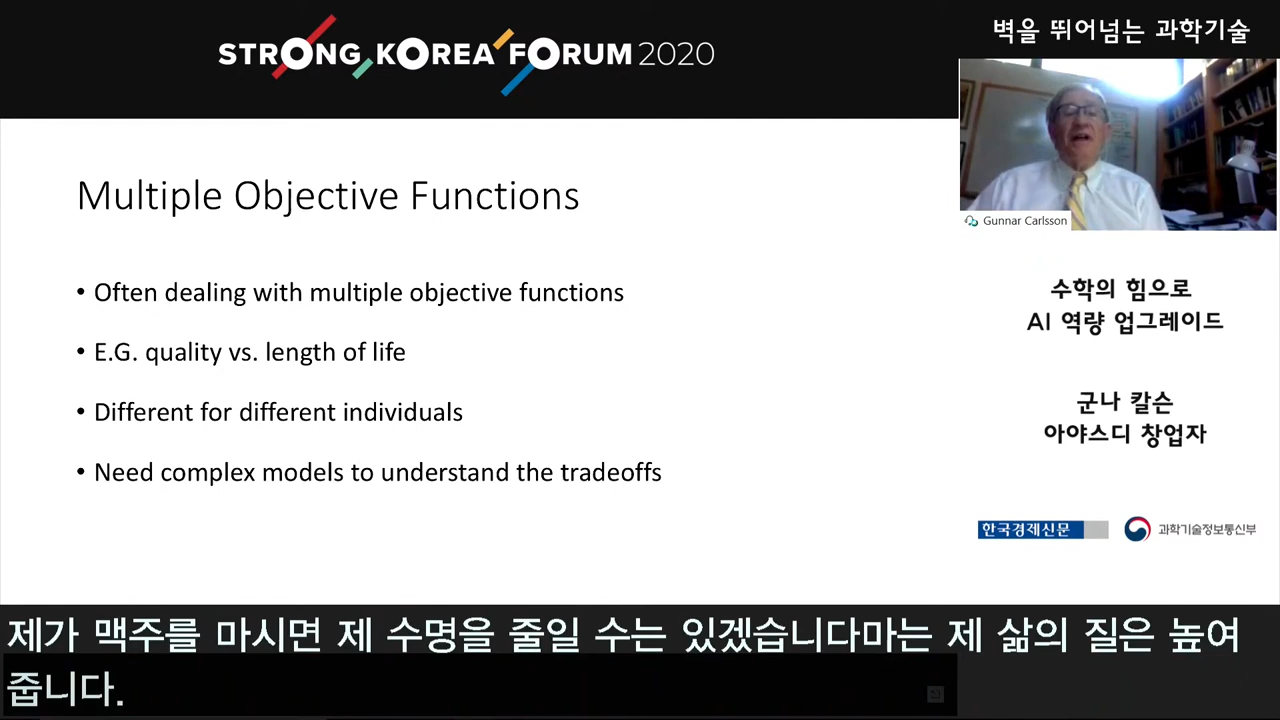 STRONG KOREA FORUM 2020
벽을 뛰어넘는 과학기술
Multiple Objective Functions
• Often dealing with multiple objective functions
• E.G. quality vs. length of life
• Different for different individuals
• Need complex models to understand the tradeoffs
Gunnar Carlsson
수학의 힘으로
AI 역량 업그레이드
군나 칼슨
아야스디 창업자
한국경제신문
과학기술정보통신부
제가 맥주를 마시면 제 수명을 줄일 수는 있겠습니다마는 제 삶의 질은 높여
줍니다.